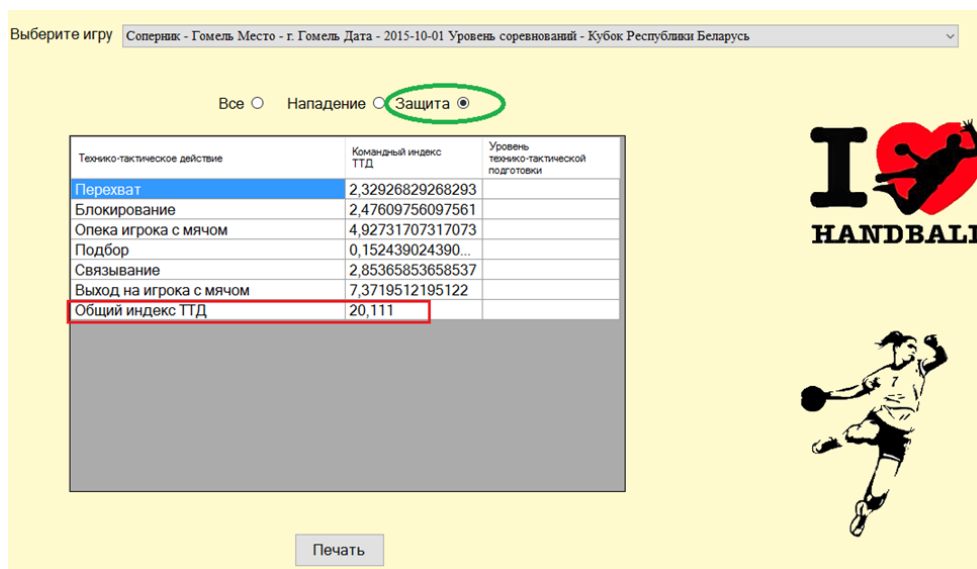 Выберите игру Соперник - Гомель Место - г. Гомель Дата - 2015-10-01 Уровень соревнований - Кубок Республики Беларусь
Все Нападение Защита
Технико-тактическое действие Командный индекс ТТД Уровень технико-тактической подготовки
Перехват 2,32926829268293
Блокирование 2,47609756097561
Опека игрока с мячом 4,92731707317073
Подбор 0,152439024390...
Связывание 2,85365853658537
Выход на игрока с мячом 7,3719512195122
Общий индекс ТТД 20,111
I
HANDBALL
7
Печать